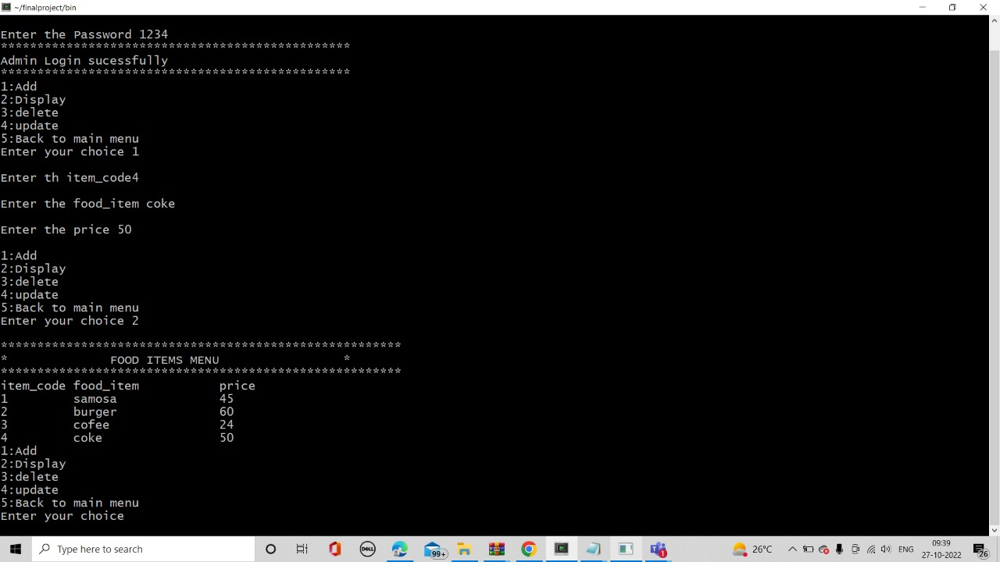 ~/finalproject/bin
Enter the Password 1234
************************************************
Admin Login sucessfully
************************************************
1:Add
2:Display
3:delete
4:update
5:Back to main menu
Enter your choice 1
Enter th item_code4
Enter the food_item coke
Enter the price 50
1:Add
2:Display
3:delete
4:update
5:Back to main menu
Enter your choice 2
*******************************************************
* FOOD ITEMS MENU *
*******************************************************
item_code food_item price
1 samosa 45
2 burger 60
3 cofee 24
4 coke 50
1:Add
2:Display
3:delete
4:update
5:Back to main menu
Enter your choice
Type here to search
DELL
99+
1
26°C
ENG
09:39
27-10-2022
26